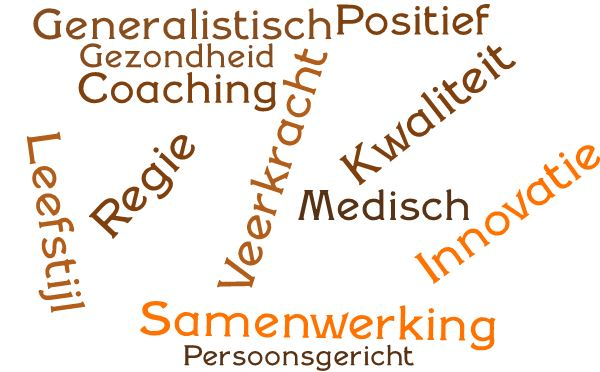 Generalistisch
Positief
Gezondheid
Coaching
Veerkracht
Kwaliteit
Leefstijl
Regie
Medisch
Innovatie
Samenwerking
Persoonsgericht